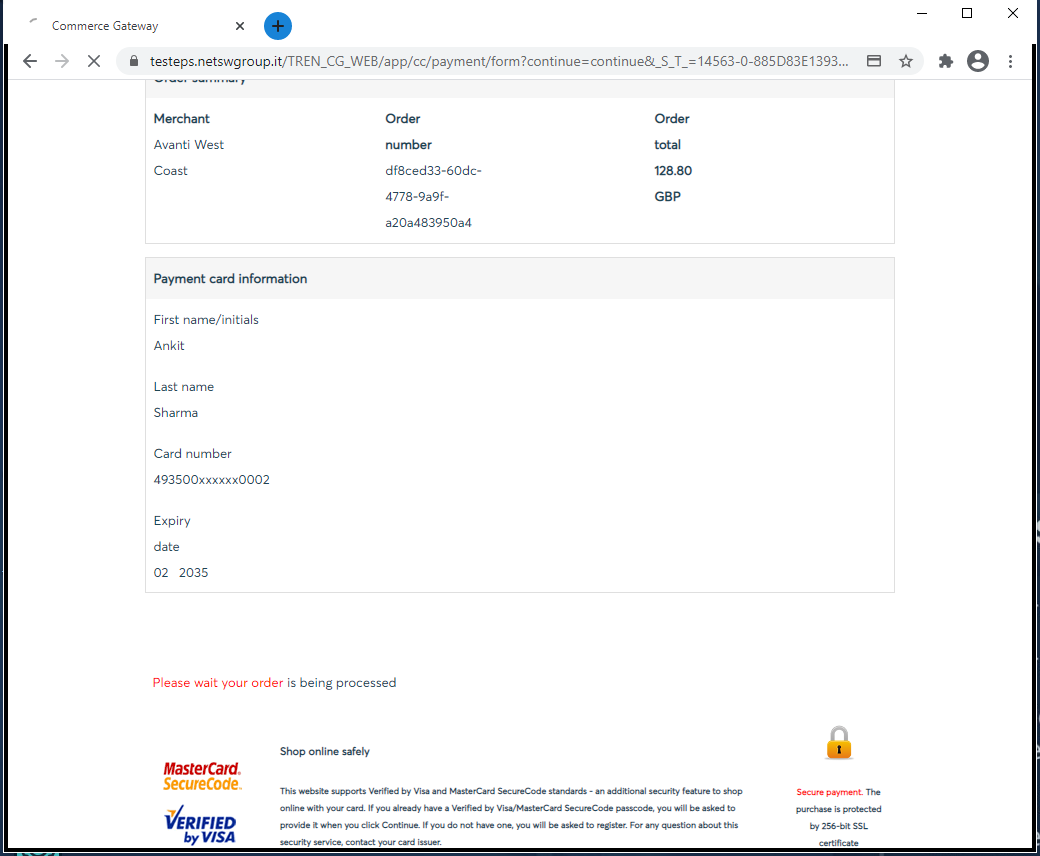 Commerce Gateway
testeps.netswgroup.it/TREN_CG_WEB/app/cc/payment/form?continue=continue&_S_T_=14563-0-885D83E1393...
Order summary
Merchant
Avanti West
Coast
Order
number
df8ced33-60dc-
4778-9a9f-
a20a483950a4
Order
total
128.80
GBP
Payment card information
First name/initials
Ankit
Last name
Sharma
Card number
493500xxxxxx0002
Expiry
date
02 2035
Please wait your order is being processed
MasterCard.
SecureCode.
VERIFIED
by VISA
Shop online safely
This website supports Verified by Visa and MasterCard SecureCode standards - an additional security feature to shop
online with your card. If you already have a Verified by Visa/MasterCard SecureCode passcode, you will be asked to
provide it when you click Continue. If you do not have one, you will be asked to register. For any question about this
security service, contact your card issuer.
Secure payment. The
purchase is protected
by 256-bit SSL
certificate